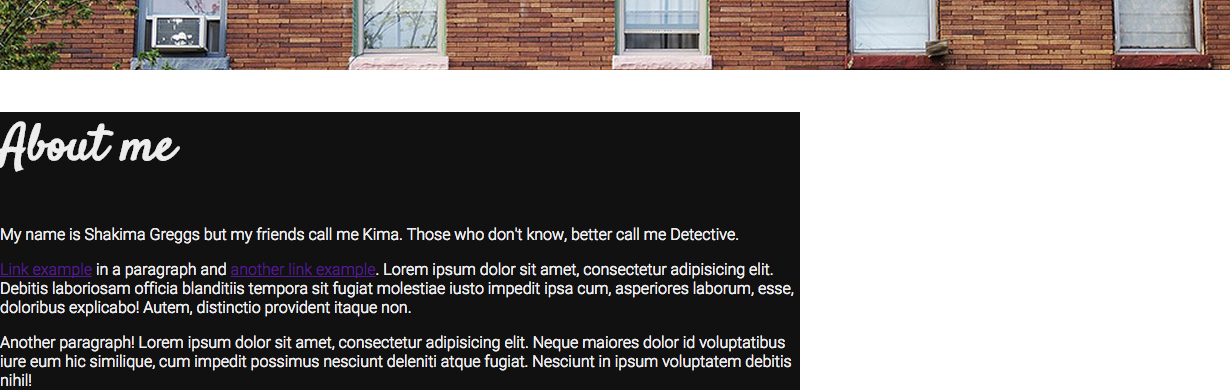 About me
My name is Shakima Greggs but my friends call me Kima. Those who don't know, better call me Detective.
Link example in a paragraph and another link example. Lorem ipsum dolor sit amet, consectetur adipisicing elit.
Debitis laboriosam officia blanditiis tempora sit fugiat molestiae iusto impedit ipsa cum, asperiores laborum, esse,
doloribus explicabo! Autem, distinctio provident itaque non.
Another paragraph! Lorem ipsum dolor sit amet, consectetur adipisicing elit. Neque maiores dolor id voluptatibus
iure eum hic similique, cum impedit possimus nesciunt deleniti atque fugiat. Nesciunt in ipsum voluptatem debitis
nihil!